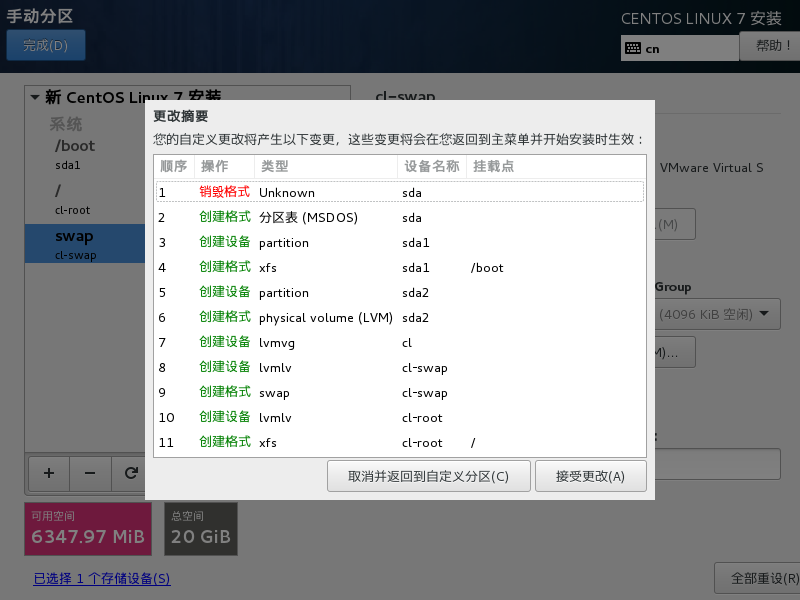 手动分区
完成(D)
CENTOS LINUX 7 安装
cn
帮助！
新 CentOS Linux 7 安装
系统
/boot
sda1
/
cl-root
swap
cl-swap
cl-swap
VMware Virtual S
(M)
Group
(4096 KiB 空闲)
M)...
:
更改摘要
您的自定义更改将产生以下变更，这些变更将会在您返回到主菜单并开始安装时生效：
顺序 操作 类型 设备名称 挂载点
1 销毁格式 Unknown sda
2 创建格式 分区表 (MSDOS) sda
3 创建设备 partition sda1
4 创建格式 xfs sda1 /boot
5 创建设备 partition sda2
6 创建格式 physical volume (LVM) sda2
7 创建设备 lvmvg cl
8 创建设备 lvmlv cl-swap
9 创建格式 swap cl-swap
10 创建设备 lvmlv cl-root
11 创建格式 xfs cl-root /
取消并返回到自定义分区(C)
接受更改(A)
可用空间
6347.97 MiB
总空间
20 GiB
已选择 1 个存储设备(S)
全部重设(R)